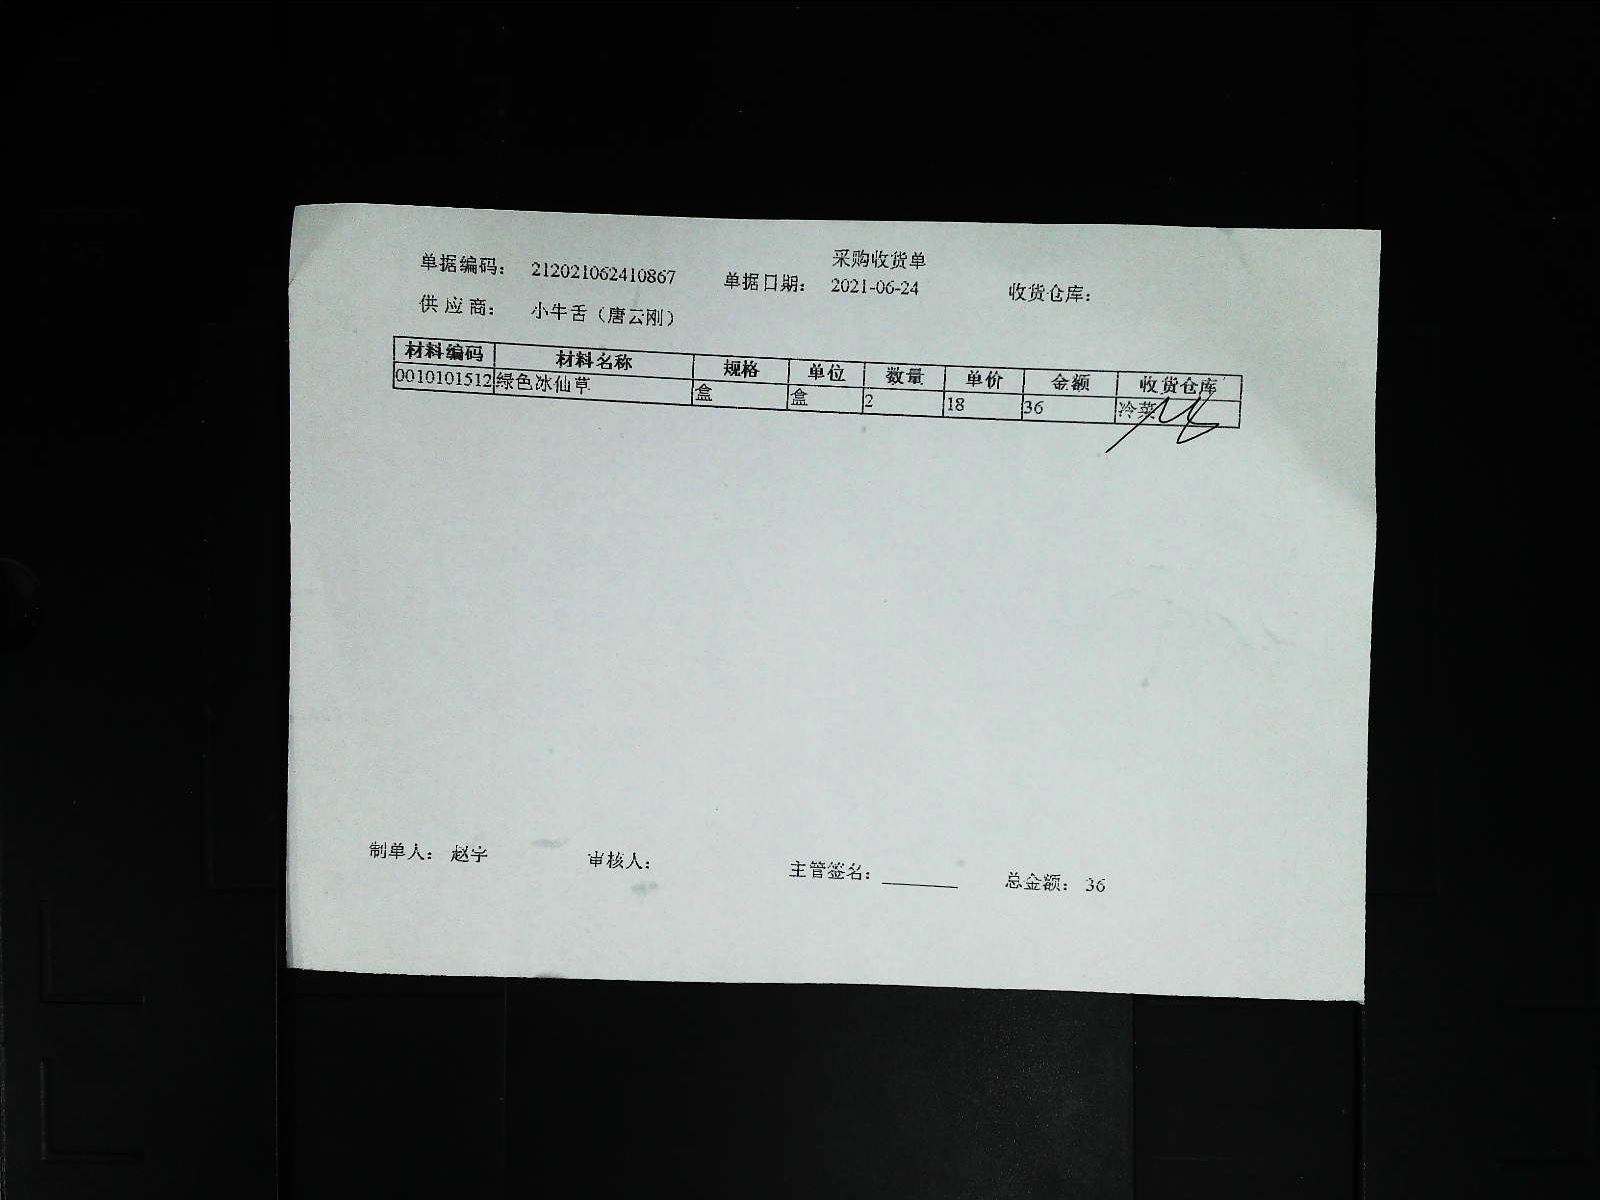 采购收货单
单据编码： 212021062410867 单据日期： 2021-06-24 收货仓库：
供应商： 小牛舌（唐云刚）
材料编码 材料名称 规格 单位 数量 单价 金额 收货仓库
0010101512 绿色冰仙草 盒 盒 2 18 36 冷菜
制单人： 赵宇 审核人： 主管签名： 总金额： 36